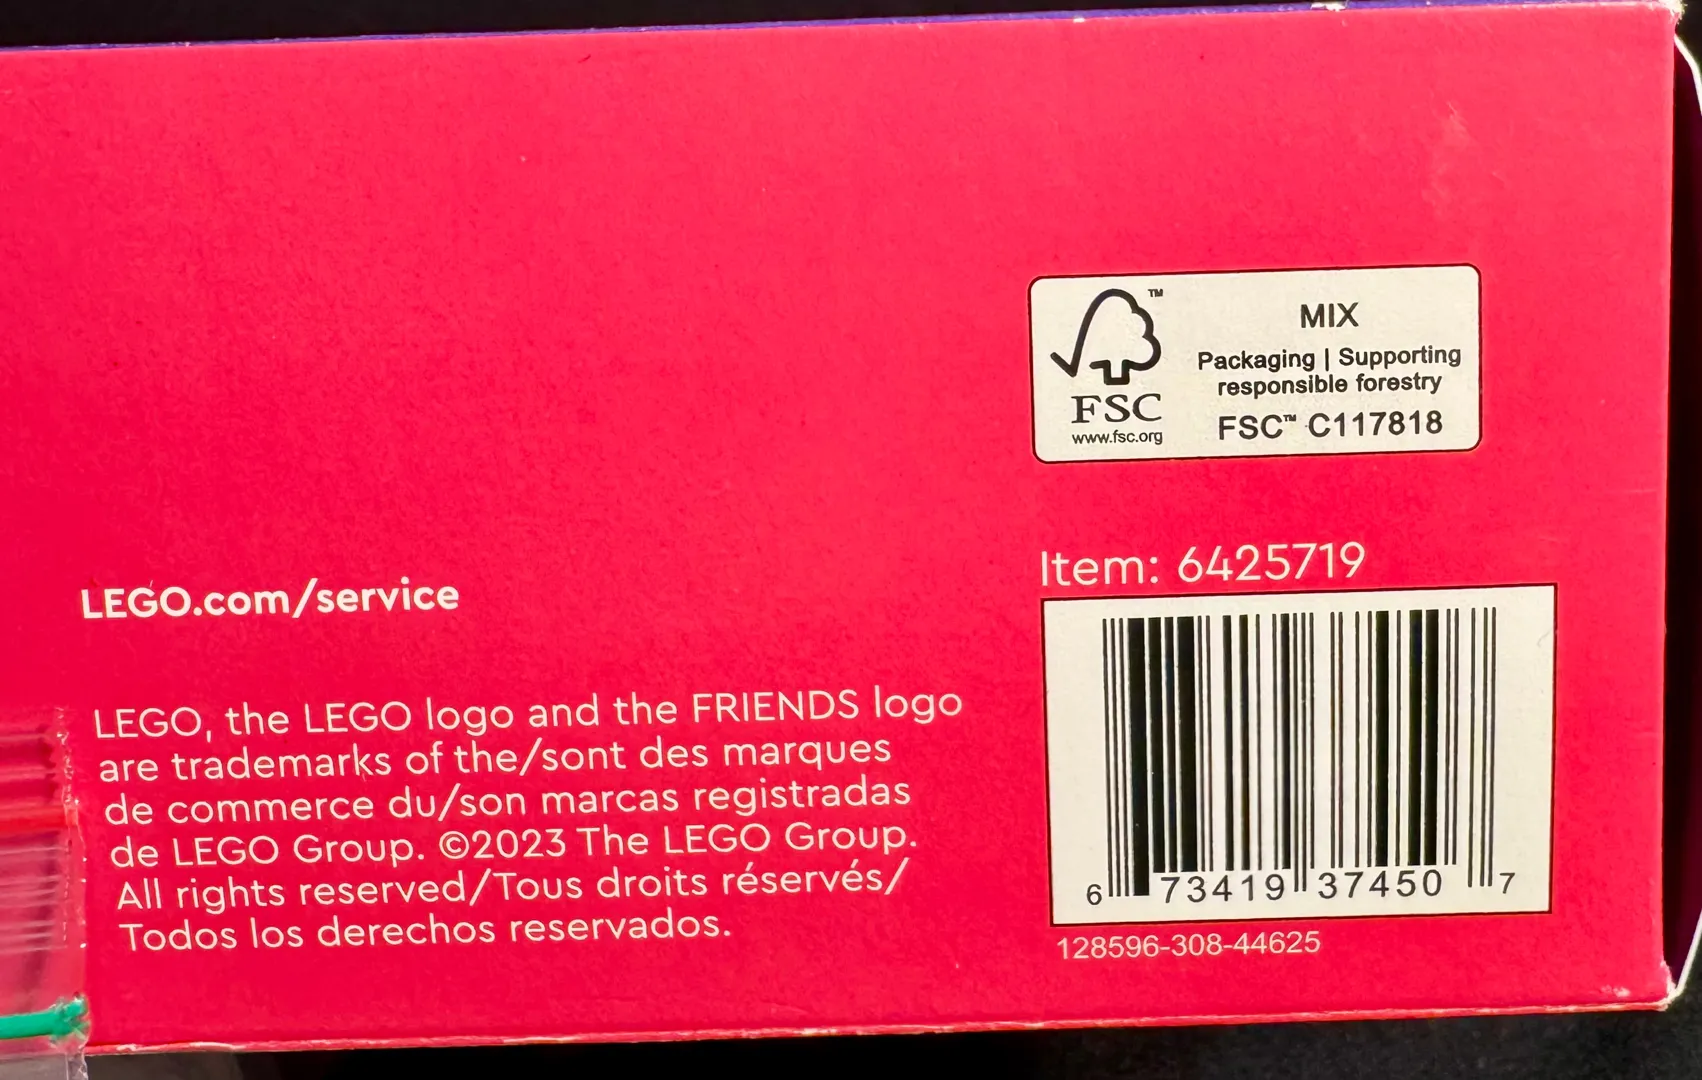 TM
FSC
www.fsc.org
MIX
Packaging | Supporting
responsible forestry
FSC™ C117818
Item: 6425719
6 73419 37450 7
128596-308-44625
LEGO.com/service
LEGO, the LEGO logo and the FRIENDS logo
are trademarks of the/sont des marques
de commerce du/son marcas registradas
de LEGO Group. ©2023 The LEGO Group.
All rights reserved/Tous droits réservés/
Todos los derechos reservados.